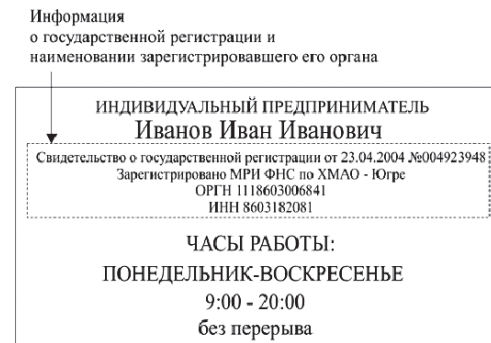 Информация
о государственной регистрации и
наименовании зарегистрировавшего его органа
ИНДИВИДУАЛЬНЫЙ ПРЕДПРИНИМАТЕЛЬ
Иванов Иван Иванович
Свидетельство о государственной регистрации от 23.04.2004 №004923948
Зарегистрировано МРИ ФНС по ХМАО - Югре
ОРГН 1118603006841
ИНН 8603182081
ЧАСЫ РАБОТЫ:
ПОНЕДЕЛЬНИК-ВОСКРЕСЕНЬЕ
9:00 - 20:00
без перерыва